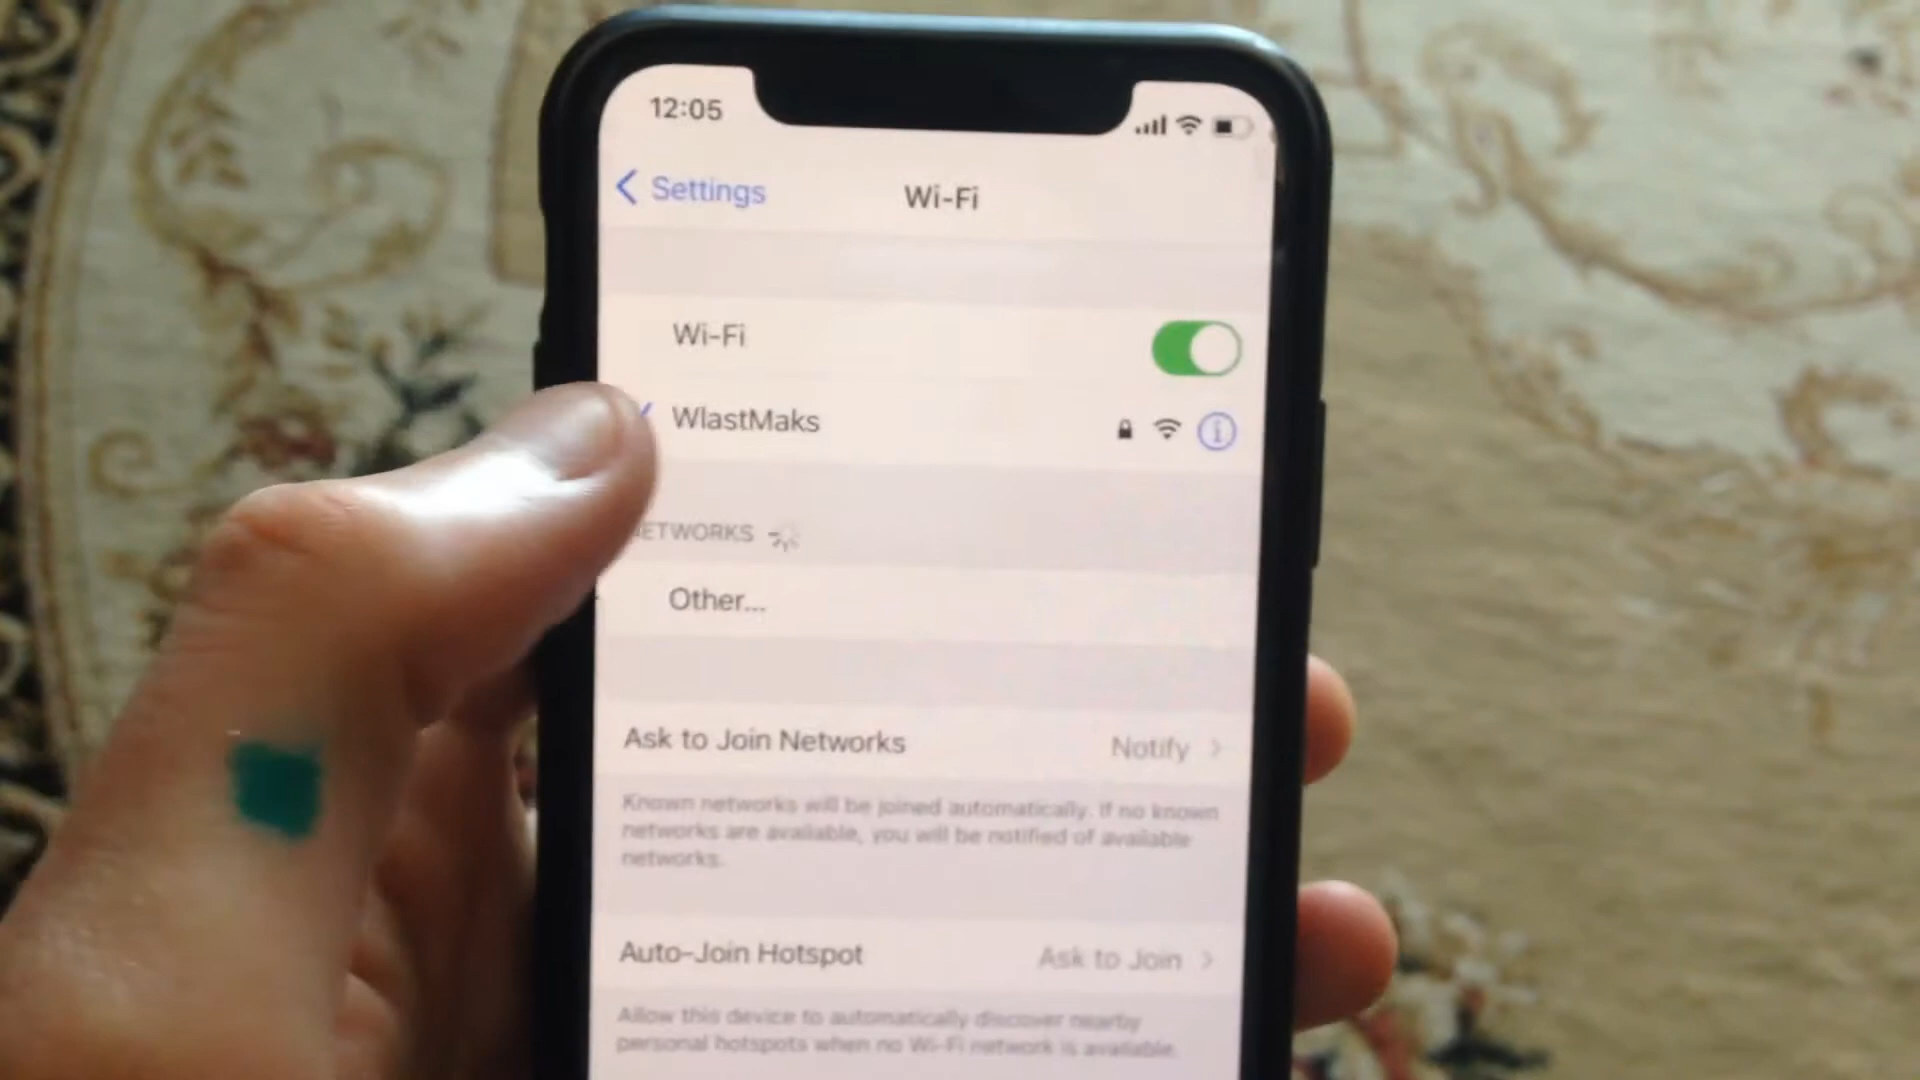 12:05
Settings
Wi-Fi
Wi-Fi
WlastMaks
ETWORKS
Other...
Ask to Join Networks
Notify
Known networks will be joined automatically. If no known
networks are available, you will be notified of available
networks.
Auto-Join Hotspot
Ask to Join
Allow this device to automatically discover nearby
personal hotspots when no Wi-Fi network is available.